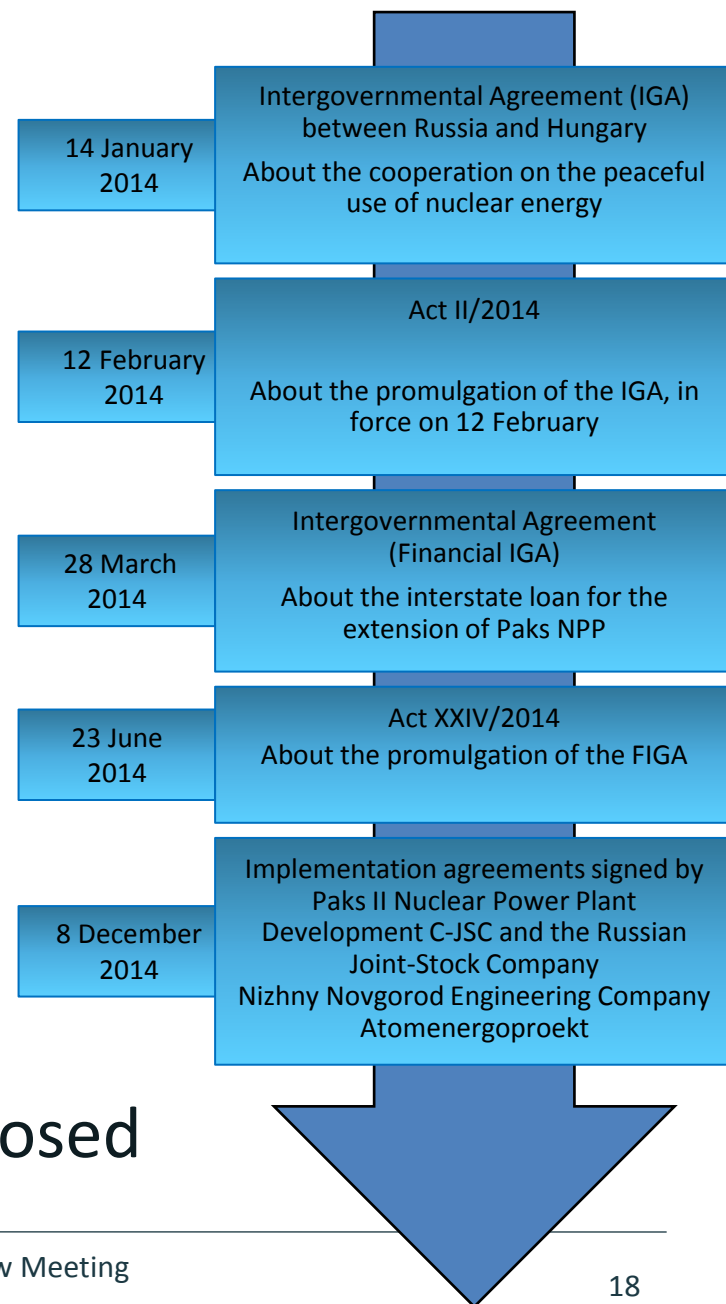 14 January
2014
Intergovernmental Agreement (IGA)
between Russia and Hungary
About the cooperation on the peaceful
use of nuclear energy
12 February
2014
Act II/2014
About the promulgation of the IGA, in
force on 12 February
28 March
2014
Intergovernmental Agreement
(Financial IGA)
About the interstate loan for the
extension of Paks NPP
23 June
2014
Act XXIV/2014
About the promulgation of the FIGA
8 December
2014
Implementation agreements signed by
Paks II Nuclear Power Plant
Development C-JSC and the Russian
Joint-Stock Company
Nizhny Novgorod Engineering Company
Atomenergoproekt
osed
w Meeting
18